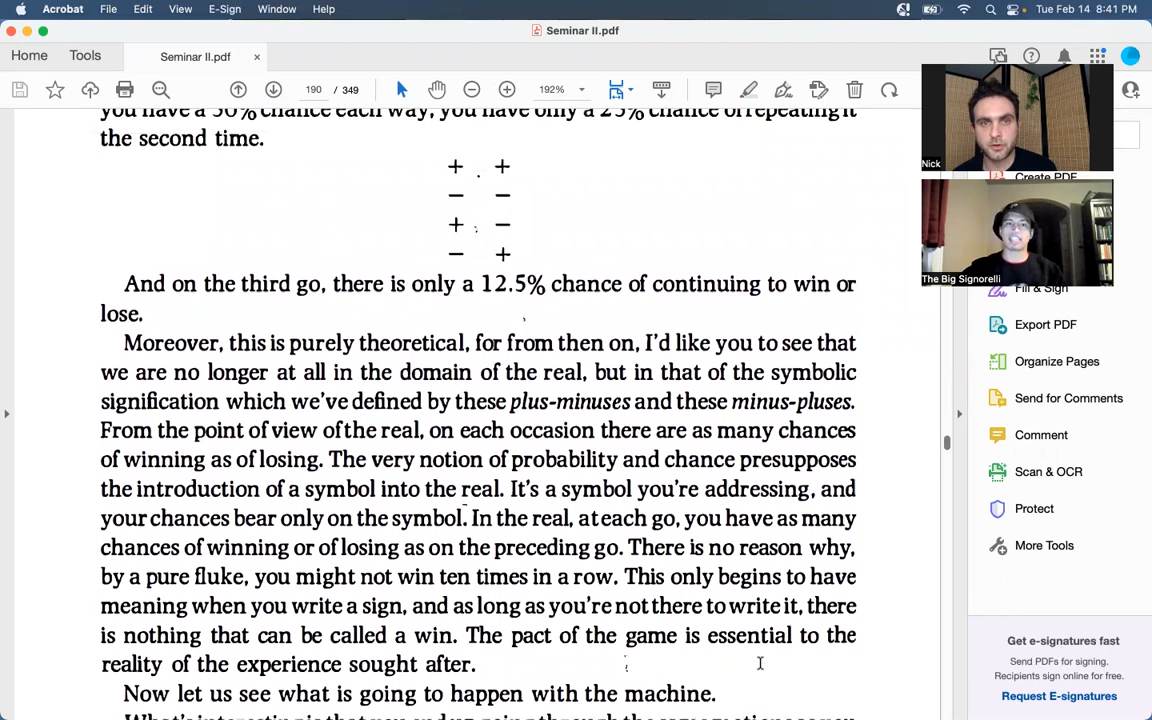 Acrobat File Edit View E-Sign Window Help Tue Feb 14 8:41 PM
Seminar II.pdf
Home Tools Seminar II.pdf ×
190 / 349 192%
you have a 50% chance each way, you have only a 25% chance of repeating it
the second time.
+ . +
− −
+ −
− +
And on the third go, there is only a 12.5% chance of continuing to win or
lose.
Moreover, this is purely theoretical, for from then on, I'd like you to see that
we are no longer at all in the domain of the real, but in that of the symbolic
signification which we've defined by these plus-minuses and these minus-pluses.
From the point of view of the real, on each occasion there are as many chances
of winning as of losing. The very notion of probability and chance presupposes
the introduction of a symbol into the real. It's a symbol you're addressing, and
your chances bear only on the symbol. In the real, at each go, you have as many
chances of winning or of losing as on the preceding go. There is no reason why,
by a pure fluke, you might not win ten times in a row. This only begins to have
meaning when you write a sign, and as long as you're not there to write it, there
is nothing that can be called a win. The pact of the game is essential to the
reality of the experience sought after.
Now let us see what is going to happen with the machine.
Nick
The Big Signorelli
Create PDF
Fill & Sign
Export PDF
Organize Pages
Send for Comments
Comment
Scan & OCR
Protect
More Tools
Get e-signatures fast
Send PDFs for signing.
Recipients sign online for free.
Request E-signatures